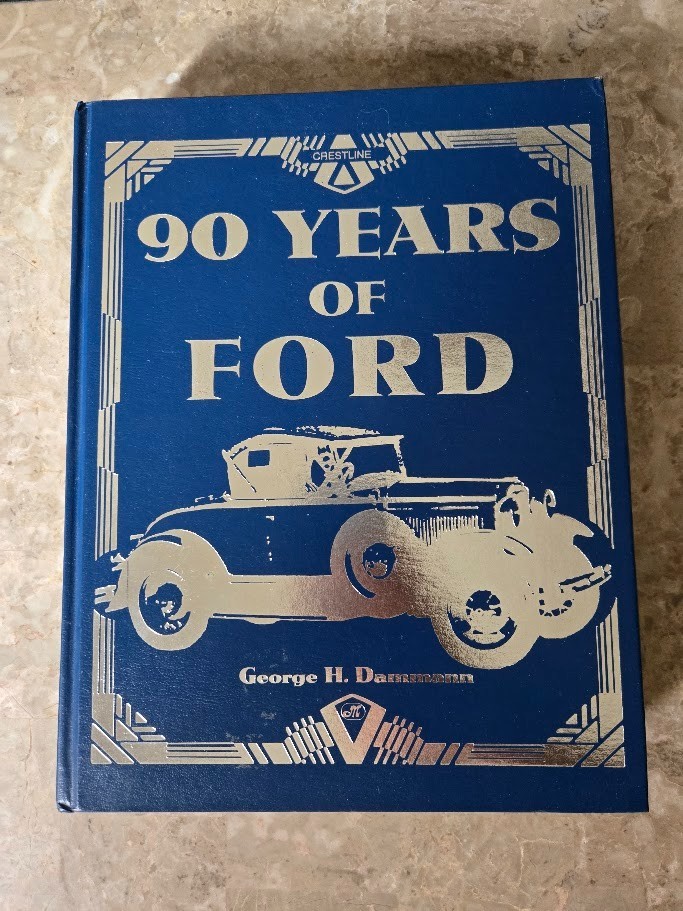 CRESTLINE
90 YEARS
OF
FORD
George H. Dammann